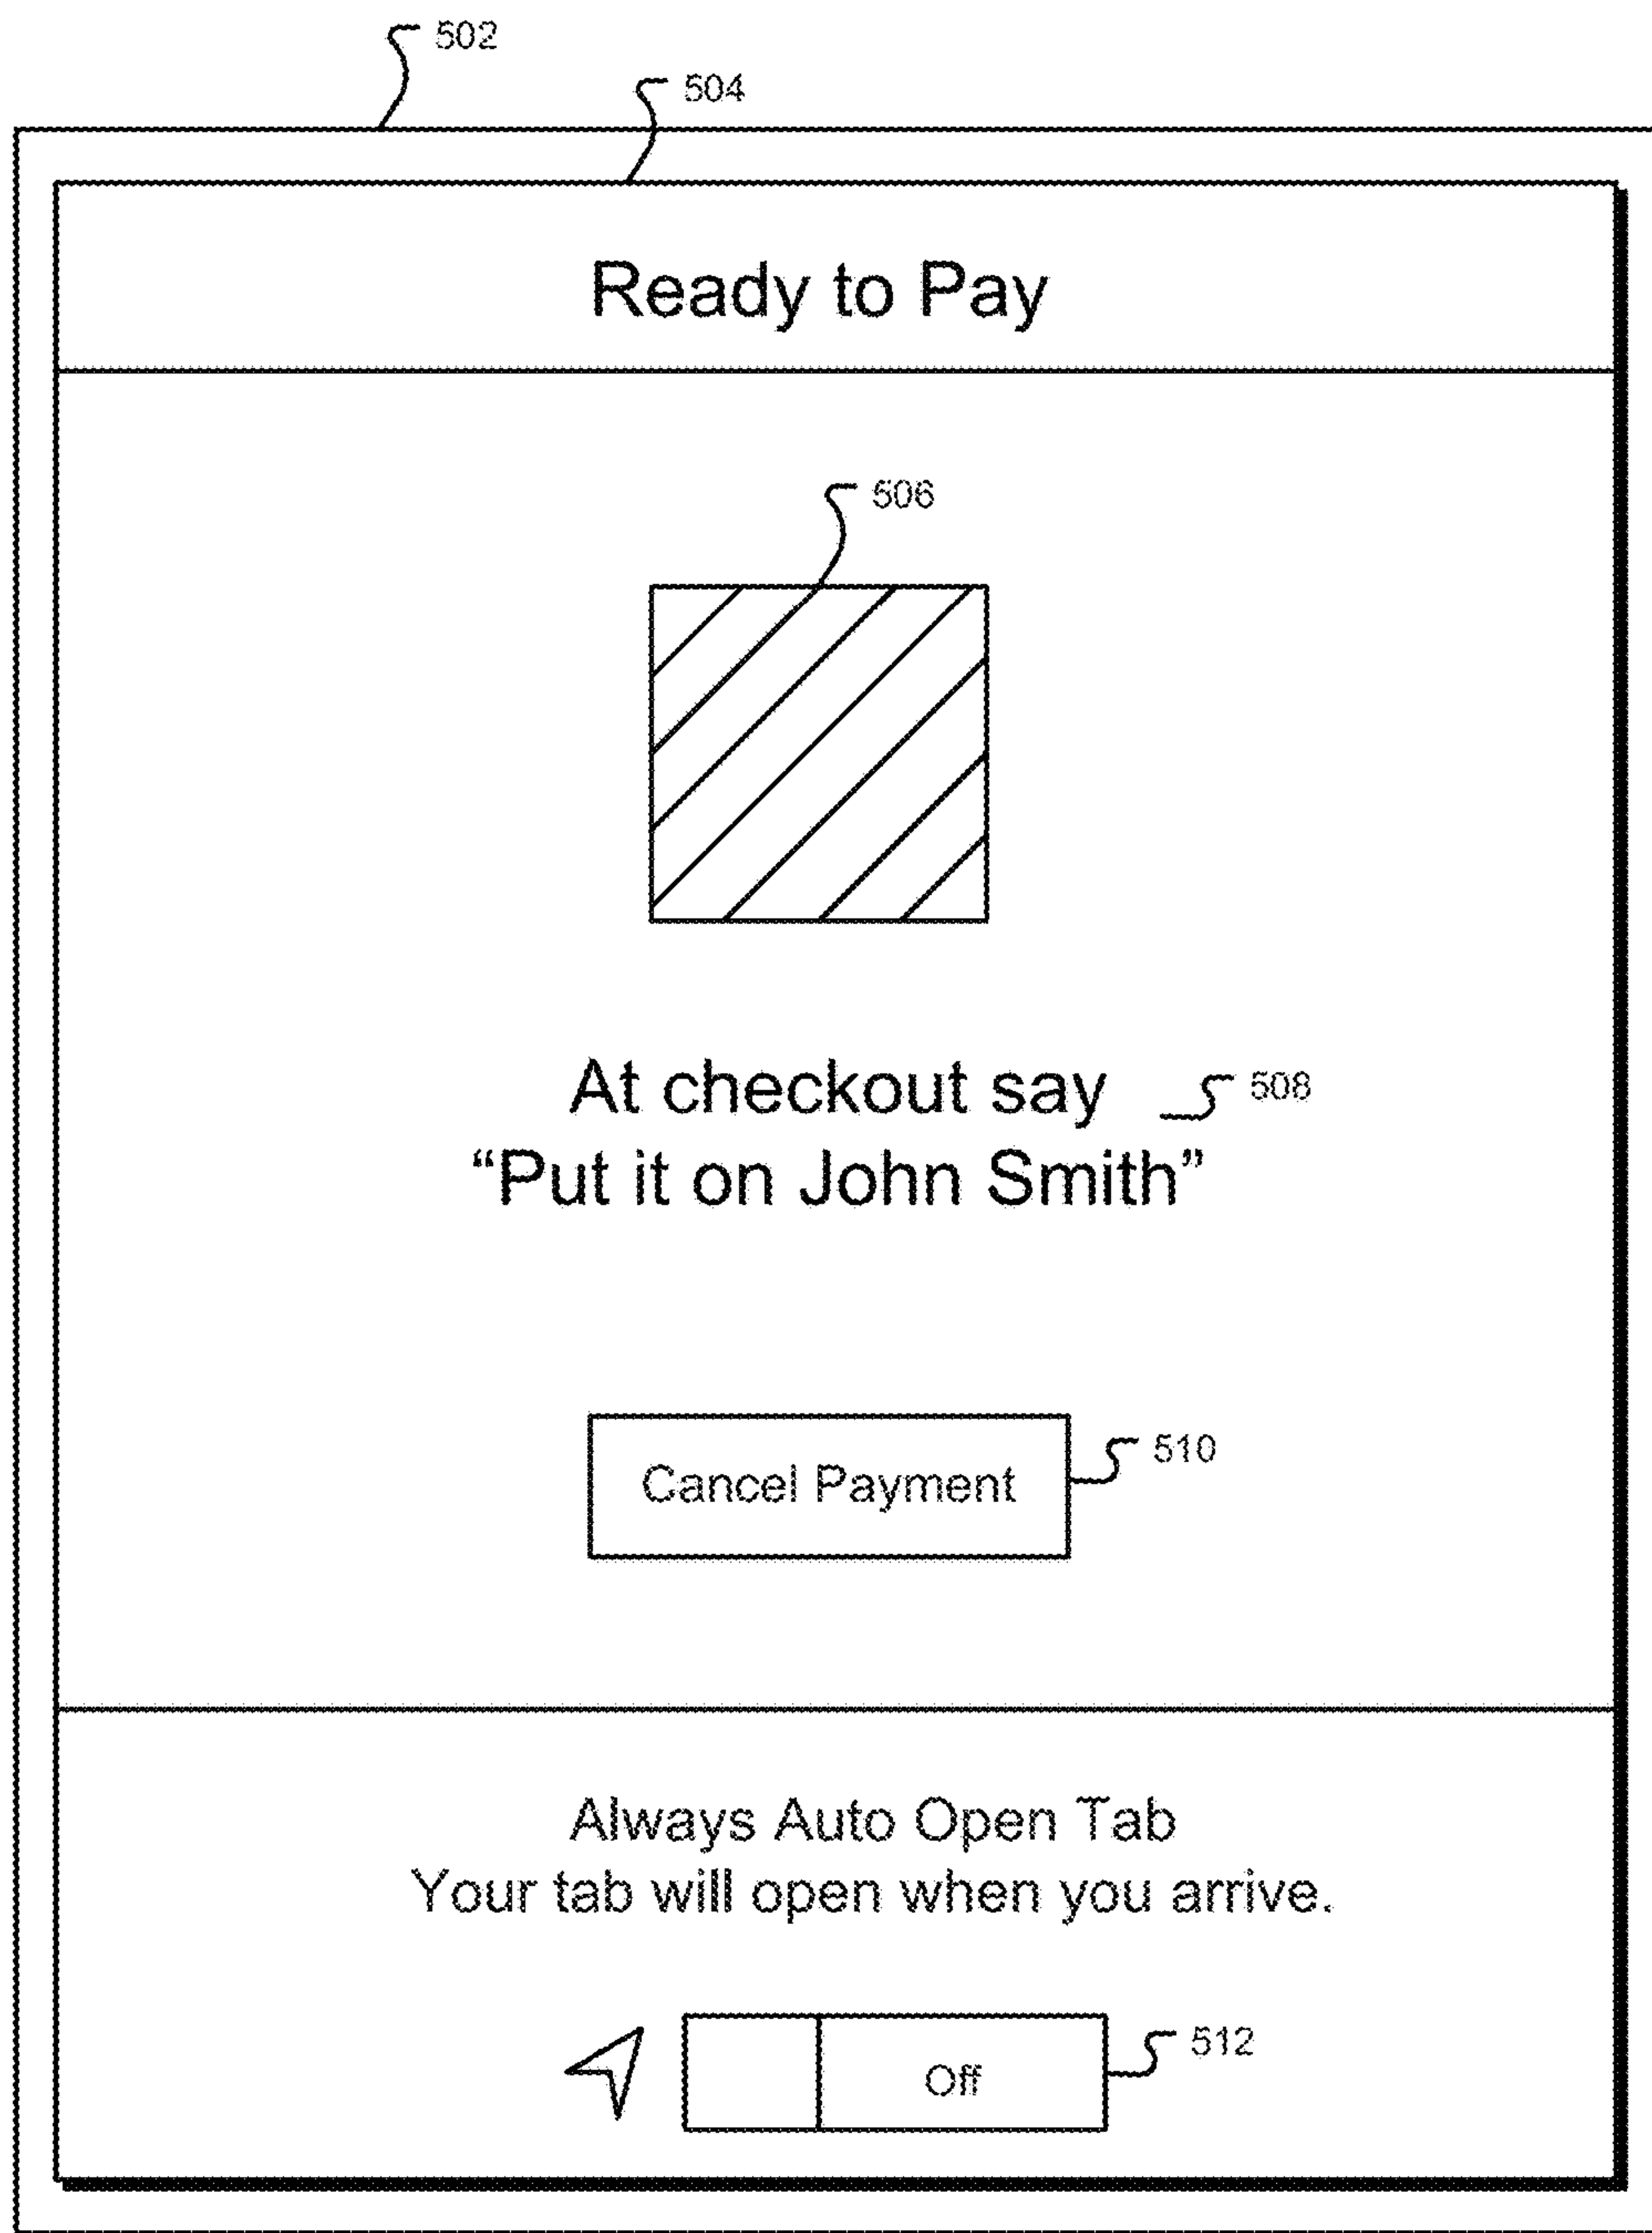 502
504
Ready to Pay
506
At checkout say
508
“Put it on John Smith”
Cancel Payment
510
Always Auto Open Tab
Your tab will open when you arrive.
Off
512